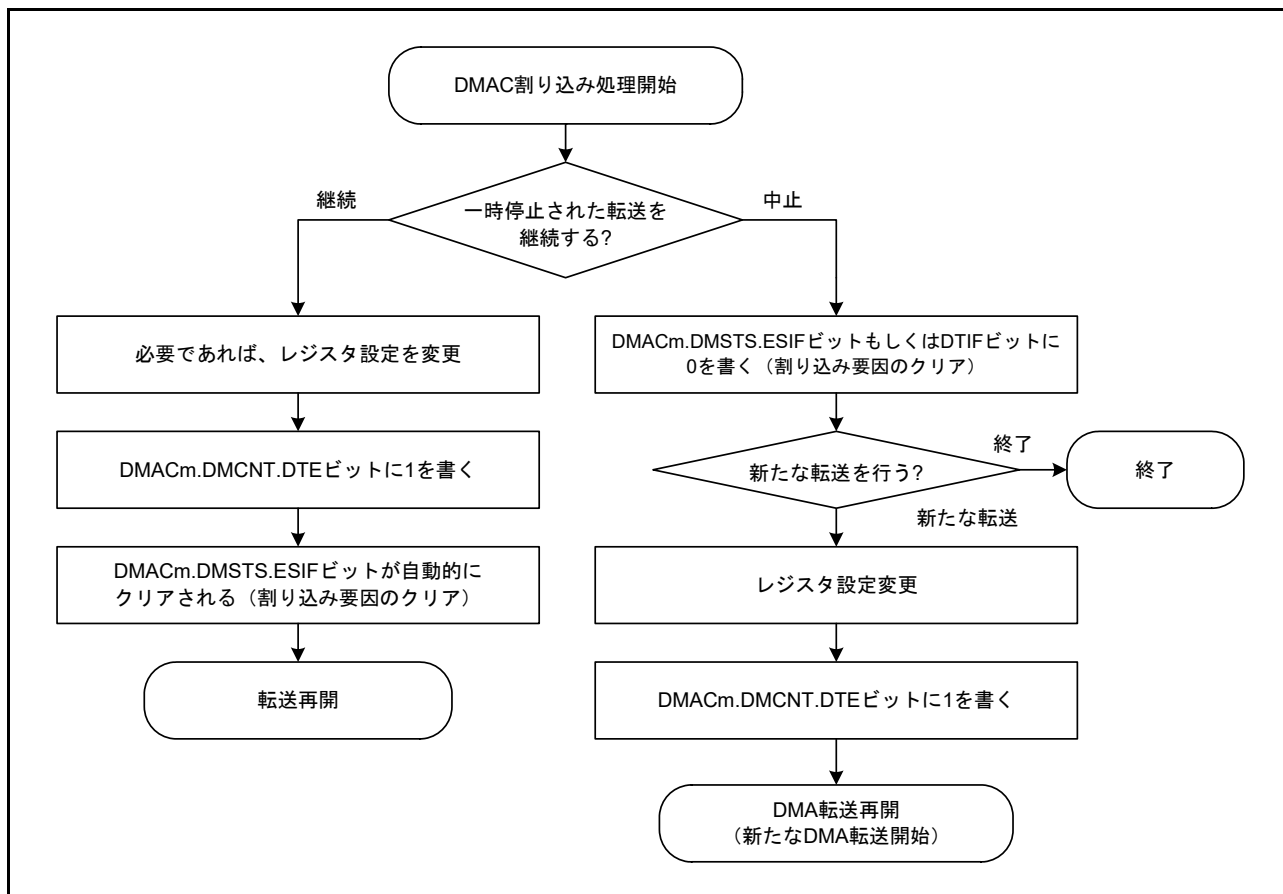 DMAC割り込み処理開始
一時停止された転送を
継続する?
継続
中止
必要であれば、レジスタ設定を変更
DMACm.DMCNT.DTEビットに1を書く
DMACm.DMSTS.ESIFビットが自動的に
クリアされる（割り込み要因のクリア）
転送再開
DMACm.DMSTS.ESIFビットもしくはDTIFビットに
0を書く（割り込み要因のクリア）
新たな転送を行う?
終了
終了
新たな転送
レジスタ設定変更
DMACm.DMCNT.DTEビットに1を書く
DMA転送再開
（新たなDMA転送開始）